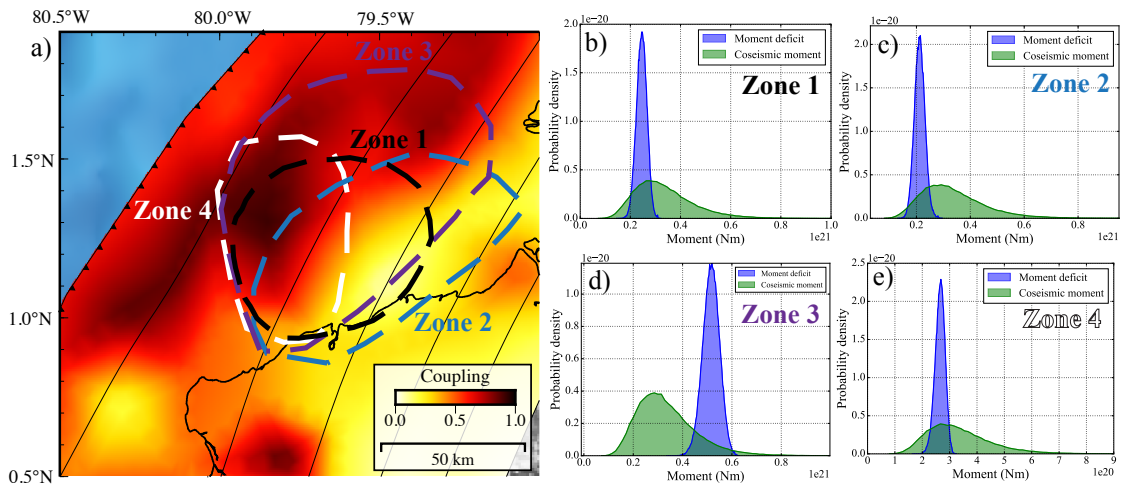 80.5°W
80.0°W
79.5°W
a)
Zone 3
Zone 1
1.5°N
Zone 4
1.0°N
Zone 2
Coupling
0.0
0.5
1.0
50 km
0.5°N
b)
1e−20
2.0
1.5
1.0
0.5
0.0
Probability density
Moment deficit
Coseismic moment
Zone 1
0.0
0.2
0.4
0.6
0.8
1.0
Moment (Nm)
1e21
c)
1e−20
2.0
1.5
1.0
0.5
0.0
Probability density
Moment deficit
Coseismic moment
Zone 2
0.0
0.2
0.4
0.6
0.8
Moment (Nm)
1e21
d)
1e−20
1.0
0.8
0.6
0.4
0.2
0.0
Probability density
Moment deficit
Coseismic moment
Zone 3
0.0
0.2
0.4
0.6
0.8
Moment (Nm)
1e21
e)
1e−20
2.5
2.0
1.5
1.0
0.5
0.0
Probability density
Moment deficit
Coseismic moment
Zone 4
0
1
2
3
4
5
6
7
8
9
Moment (Nm)
1e20